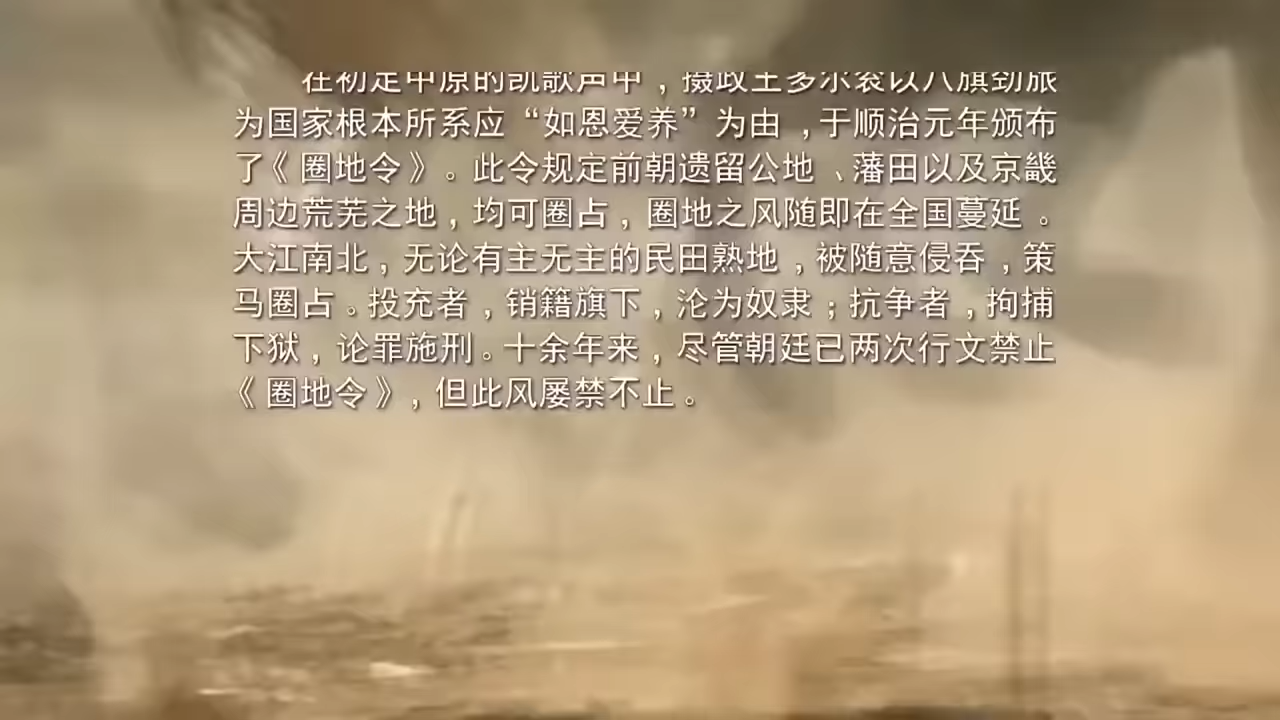 在初定中原的凯歌声中，摄政王多尔衮以八旗劲旅
为国家根本所系应“如恩爱养”为由，于顺治元年颁布
了《圈地令》。此令规定前朝遗留公地、藩田以及京畿
周边荒芜之地，均可圈占，圈地之风随即在全国蔓延。
大江南北，无论有主无主的民田熟地，被随意侵吞，策
马圈占。投充者，销籍旗下，沦为奴隶；抗争者，拘捕
下狱，论罪施刑。十余年来，尽管朝廷已两次行文禁止
《圈地令》，但此风屡禁不止。